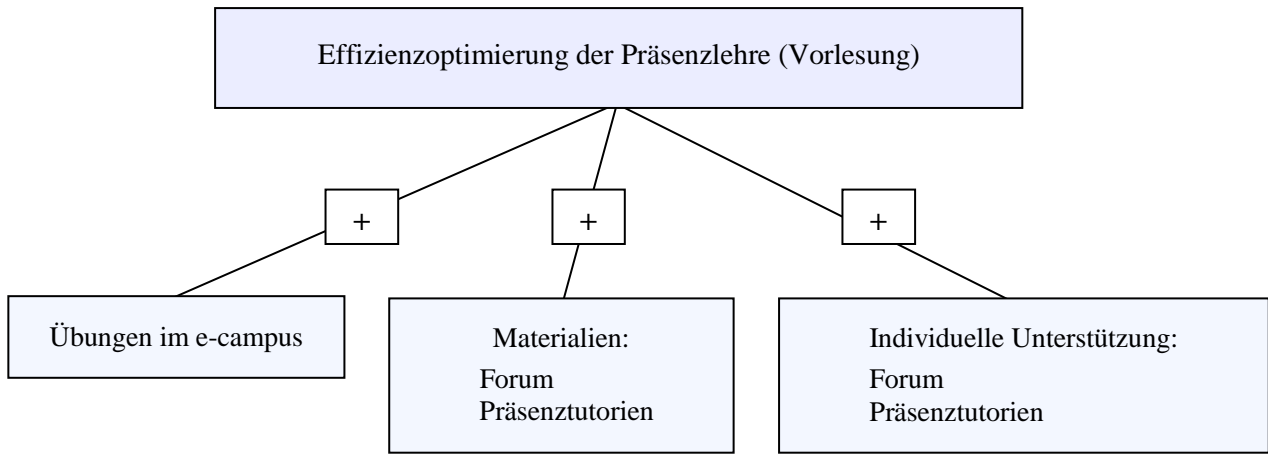 Effizienzoptimierung der Präsenzlehre (Vorlesung)
+
+
+
Übungen im e-campus
Materialien:
Forum
Präsenztutorien
Individuelle Unterstützung:
Forum
Präsenztutorien